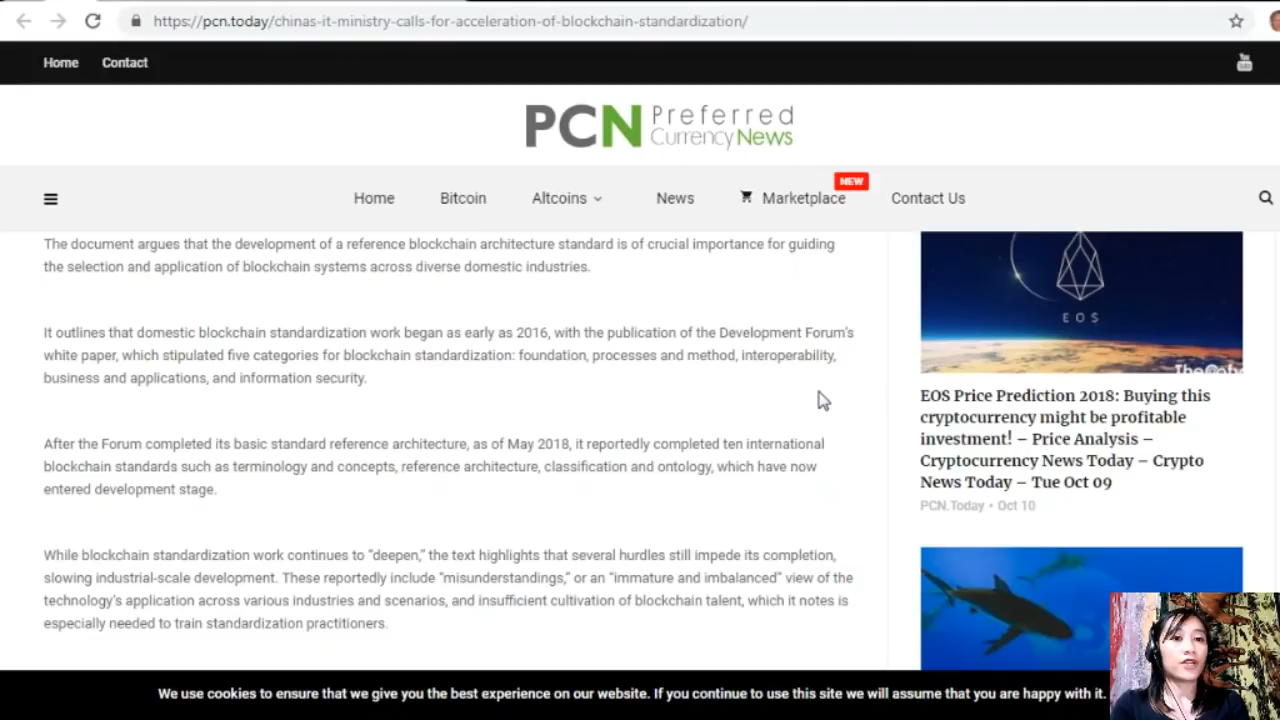 https://pcn.today/chinas-it-ministry-calls-for-acceleration-of-blockchain-standardization/
Home Contact
You
PCN Preferred
Currency News
NEW
Home Bitcoin Altcoins News Marketplace Contact Us
The document argues that the development of a reference blockchain architecture standard is of crucial importance for guiding
the selection and application of blockchain systems across diverse domestic industries.
It outlines that domestic blockchain standardization work began as early as 2016, with the publication of the Development Forum's
white paper, which stipulated five categories for blockchain standardization: foundation, processes and method, interoperability,
business and applications, and information security.
After the Forum completed its basic standard reference architecture, as of May 2018, it reportedly completed ten international
blockchain standards such as terminology and concepts, reference architecture, classification and ontology, which have now
entered development stage.
While blockchain standardization work continues to “deepen,” the text highlights that several hurdles still impede its completion,
slowing industrial-scale development. These reportedly include “misunderstandings,” or an “immature and imbalanced” view of the
technology's application across various industries and scenarios, and insufficient cultivation of blockchain talent, which it notes is
especially needed to train standardization practitioners.
EOS
EOS Price Prediction 2018: Buying this
cryptocurrency might be profitable
investment! – Price Analysis –
Cryptocurrency News Today – Crypto
News Today – Tue Oct 09
PCN.Today • Oct 10
We use cookies to ensure that we give you the best experience on our website. If you continue to use this site we will assume that you are happy with it.